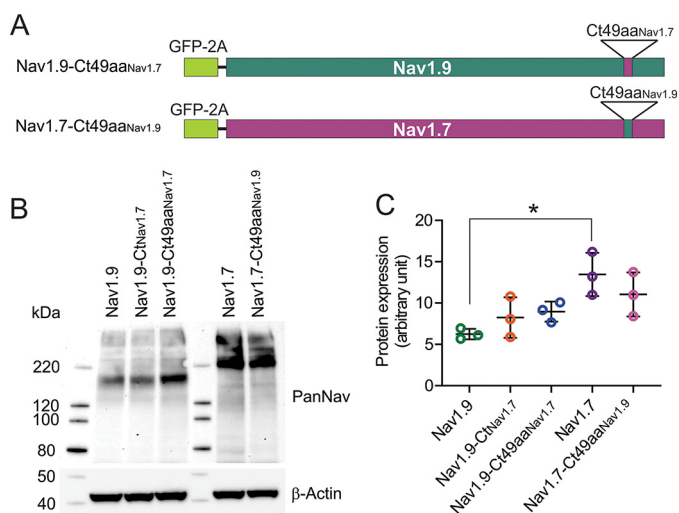 A
GFP-2A
Ct49aaNav1.7
Nav1.9-Ct49aaNav1.7
Nav1.9
GFP-2A
Ct49aaNav1.9
Nav1.7-Ct49aaNav1.9
Nav1.7
B
Nav1.9
Nav1.9-CtNav1.7
Nav1.9-Ct49aaNav1.7
Nav1.7
Nav1.7-Ct49aaNav1.9
kDa
220
120
100
80
50
40
PanNav
β-Actin
C
*
Protein expression
(arbitrary unit)
20
15
10
5
0
Nav1.9
Nav1.9-CtNav1.7
Nav1.9-Ct49aaNav1.7
Nav1.7
Nav1.7-Ct49aaNav1.9